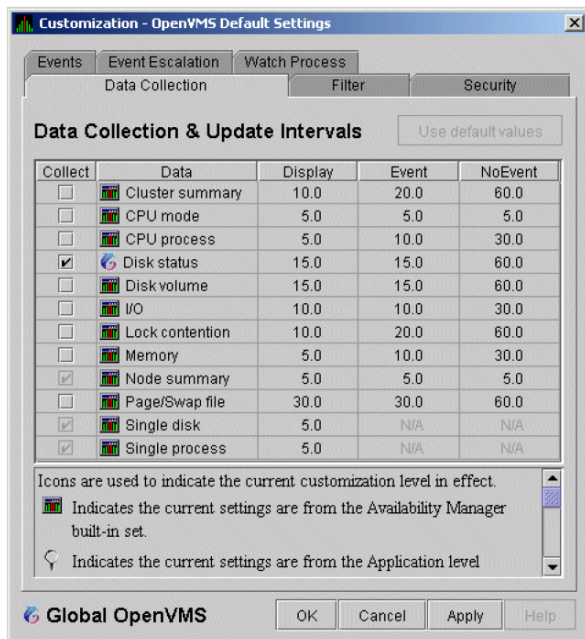 Customization - OpenVMS Default Settings
Events Event Escalation Watch Process
Data Collection Filter Security
Data Collection & Update Intervals Use default values
Collect Data Display Event NoEvent
Cluster summary 10.0 20.0 60.0
CPU mode 5.0 5.0 5.0
CPU process 5.0 10.0 30.0
Disk status 15.0 15.0 60.0
Disk volume 15.0 15.0 60.0
I/O 10.0 10.0 30.0
Lock contention 10.0 20.0 60.0
Memory 5.0 10.0 30.0
Node summary 5.0 5.0 5.0
Page/Swap file 30.0 30.0 60.0
Single disk 5.0 N/A N/A
Single process 5.0 N/A N/A
Icons are used to indicate the current customization level in effect.
Indicates the current settings are from the Availability Manager
built-in set.
Indicates the current settings are from the Application level
Global OpenVMS OK Cancel Apply Help